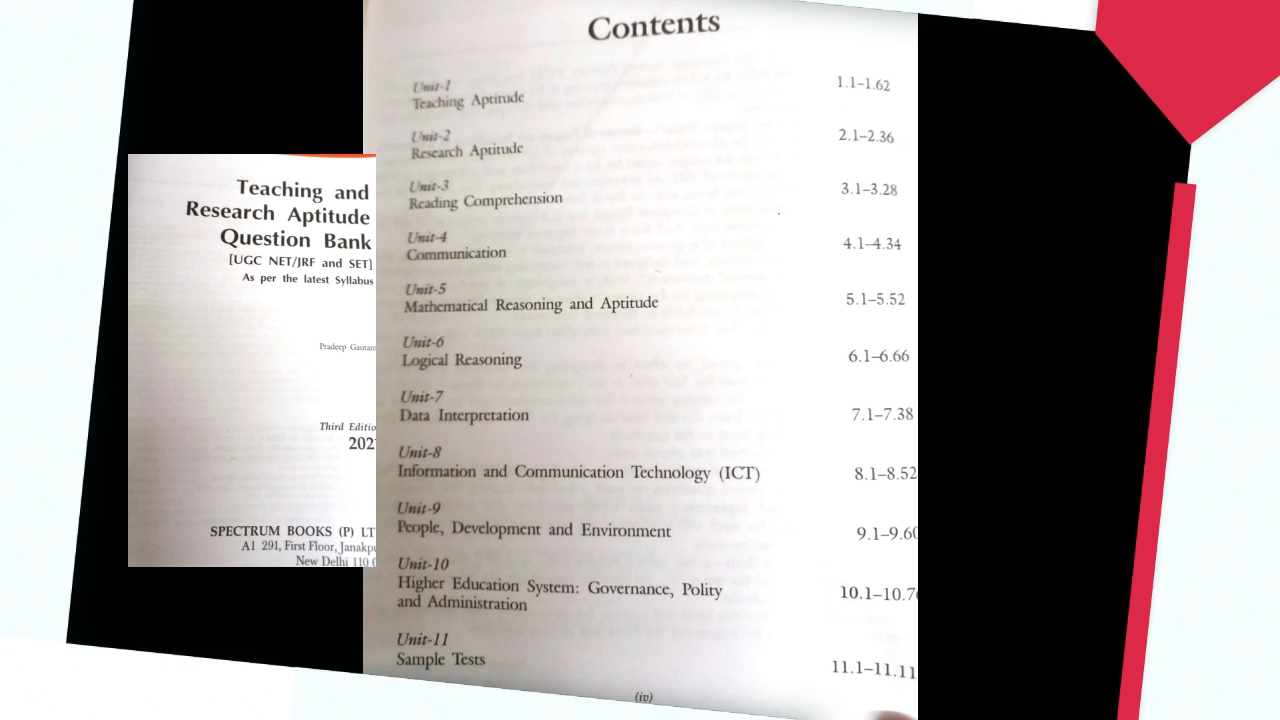 Teaching and
Research Aptitude
Question Bank
[UGC NET/JRF and SET]
As per the latest Syllabus
Pradeep Gautam
Third Editio
202
SPECTRUM BOOKS (P) LT
A1 291, First Floor, Janakpu
New Delhi 110
Contents
Unit-1
Teaching Aptitude 1.1–1.62
Unit-2
Research Aptitude 2.1–2.36
Unit-3
Reading Comprehension 3.1–3.28
Unit-4
Communication 4.1–4.34
Unit-5
Mathematical Reasoning and Aptitude 5.1–5.52
Unit-6
Logical Reasoning 6.1–6.66
Unit-7
Data Interpretation 7.1–7.38
Unit-8
Information and Communication Technology (ICT) 8.1–8.52
Unit-9
People, Development and Environment 9.1–9.60
Unit-10
Higher Education System: Governance, Polity 10.1–10.7
and Administration
Unit-11
Sample Tests 11.1–11.11
(iv)